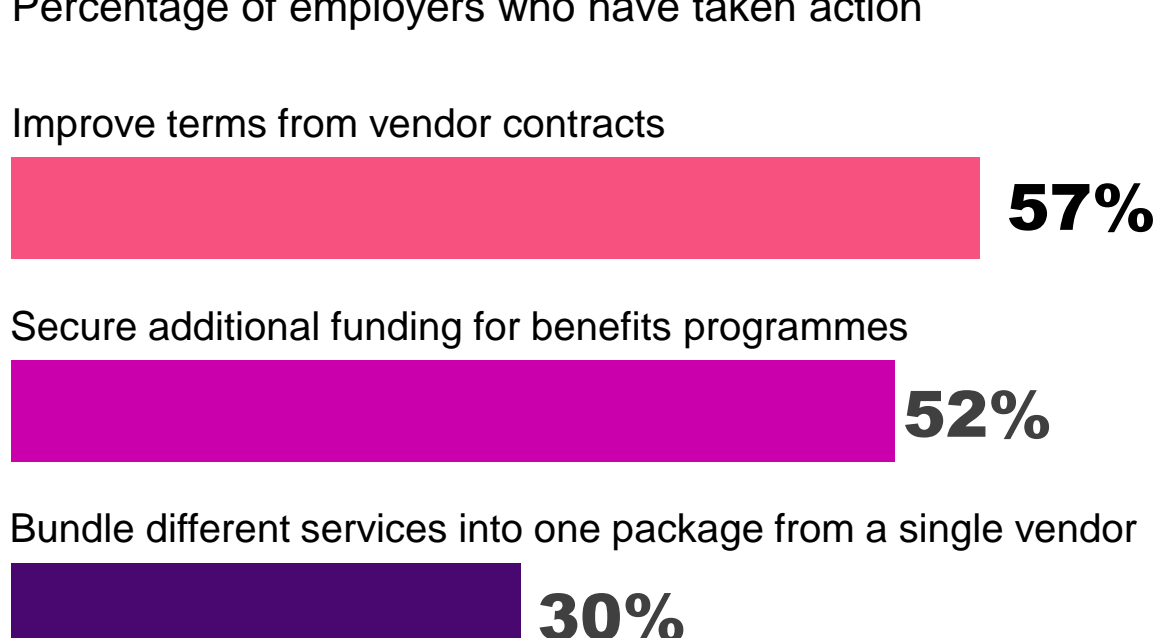 Percentage of employers who have taken action
Improve terms from vendor contracts
57%
Secure additional funding for benefits programmes
52%
Bundle different services into one package from a single vendor
30%